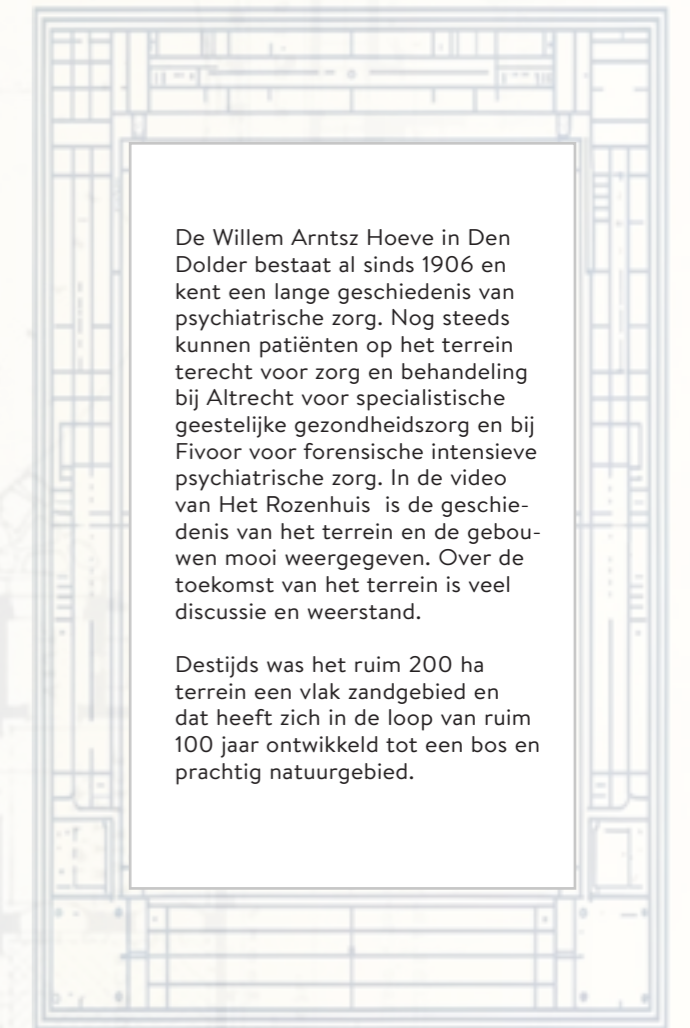 De Willem Arntsz Hoeve in Den
Dolder bestaat al sinds 1906 en
kent een lange geschiedenis van
psychiatrische zorg. Nog steeds
kunnen patiënten op het terrein
terecht voor zorg en behandeling
bij Altrecht voor specialistische
geestelijke gezondheidszorg en bij
Fivoor voor forensische intensieve
psychiatrische zorg. In de video
van Het Rozenhuis  is de geschie-
denis van het terrein en de gebou-
wen mooi weergegeven. Over de
toekomst van het terrein is veel
discussie en weerstand.

Destijds was het ruim 200 ha
terrein een vlak zandgebied en
dat heeft zich in de loop van ruim
100 jaar ontwikkeld tot een bos en
prachtig natuurgebied.